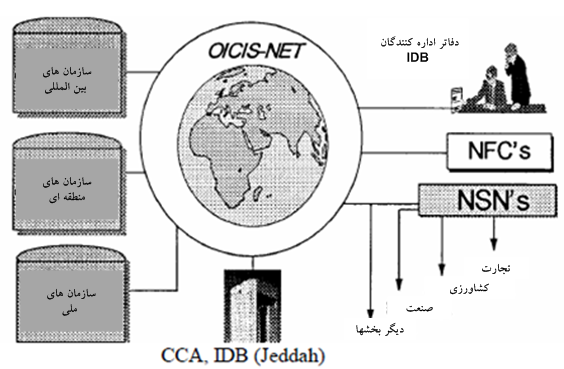 OICIS-NET
سازمان های
بین المللی
سازمان های
منطقه ای
سازمان های
ملی
دفاتر اداره کنندگان
IDB
NFC's
NSN's
تجارت
کشاورزی
صنعت
دیگر بخشها
CCA, IDB (Jeddah)